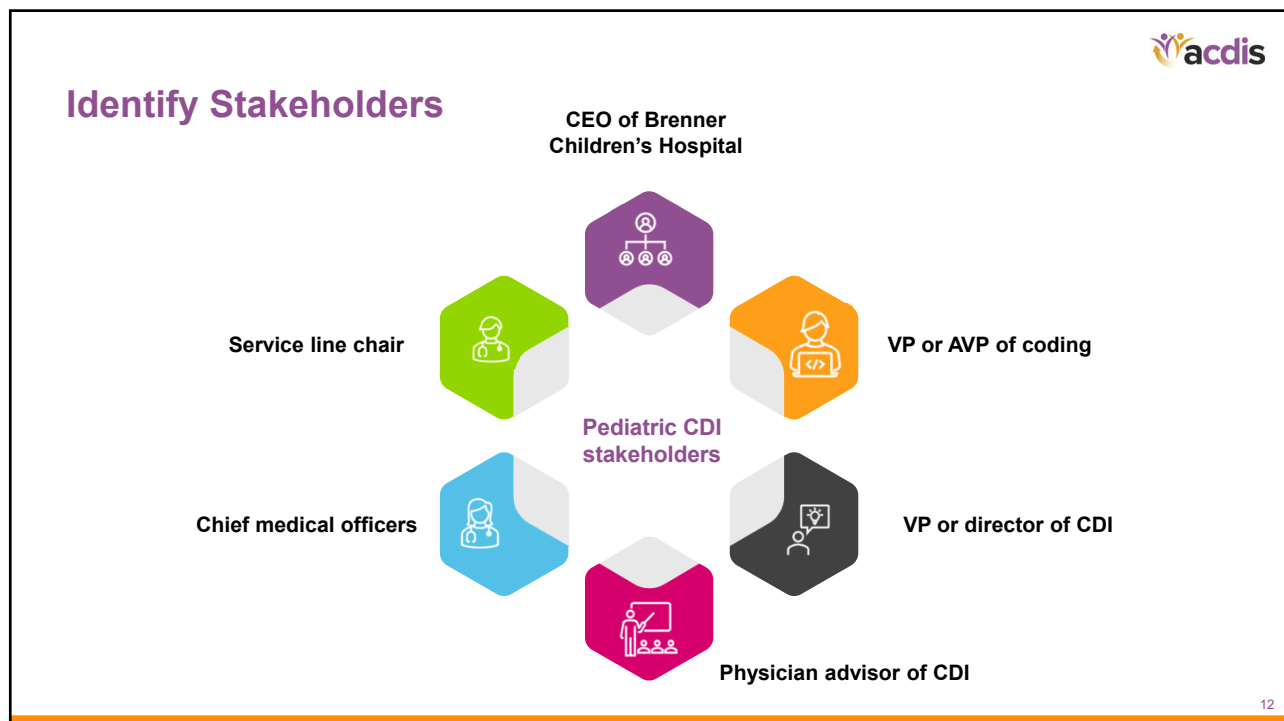 acdis
Identify Stakeholders
CEO of Brenner
Children's Hospital
Service line chair
</>
VP or AVP of coding
Pediatric CDI
stakeholders
Chief medical officers
VP or director of CDI
Physician advisor of CDI
12